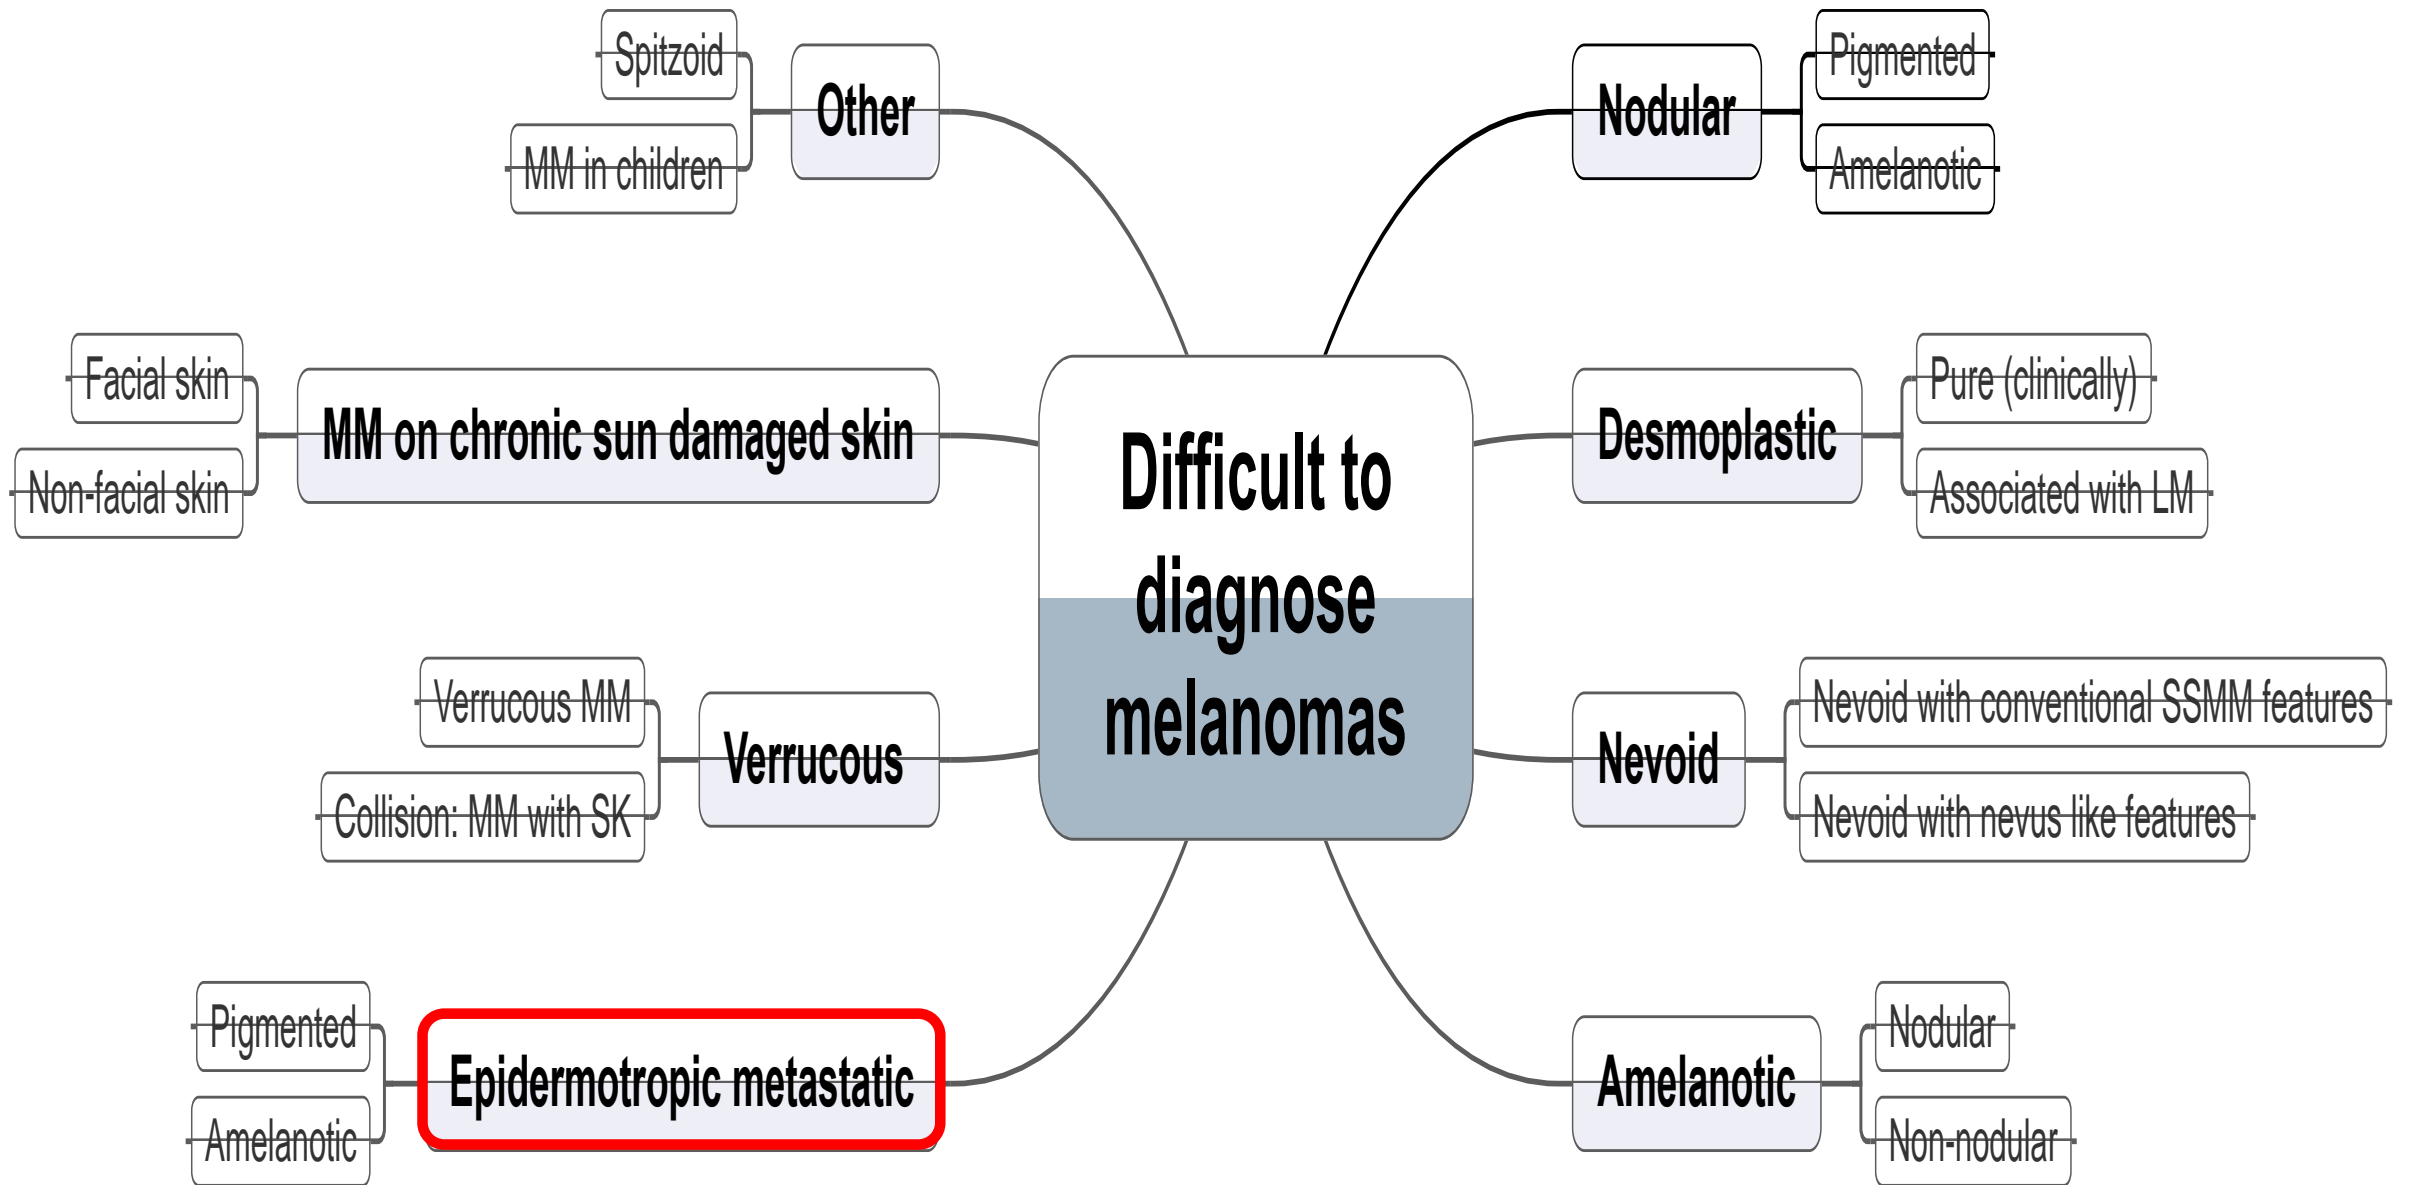 Difficult to
diagnose
melanomas
Nodular
Pigmented
Amelanotic
Desmoplastic
Pure (clinically)
Associated with LM
Nevoid
Nevoid with conventional SSMM features
Nevoid with nevus like features
Amelanotic
Nodular
Non-nodular
Epidermotropic metastatic
Pigmented
Amelanotic
Verrucous
Verrucous MM
Collision: MM with SK
MM on chronic sun damaged skin
Facial skin
Non-facial skin
Other
Spitzoid
MM in children